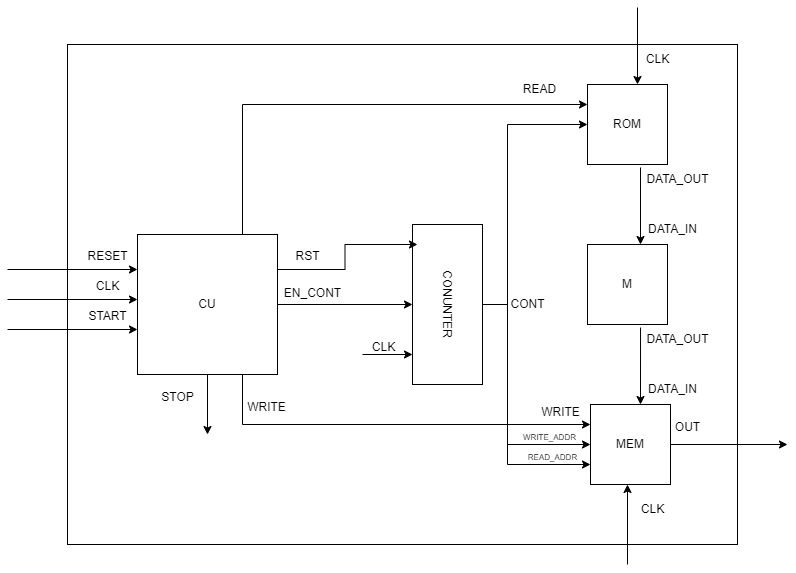 CLK
READ
ROM
DATA_OUT
DATA_IN
RESET
RST
CLK
EN_CONT
START
CU
CONUNTER
CONT
CLK
M
DATA_OUT
DATA_IN
STOP
WRITE
WRITE
WRITE_ADDR
READ_ADDR
MEM
OUT
CLK